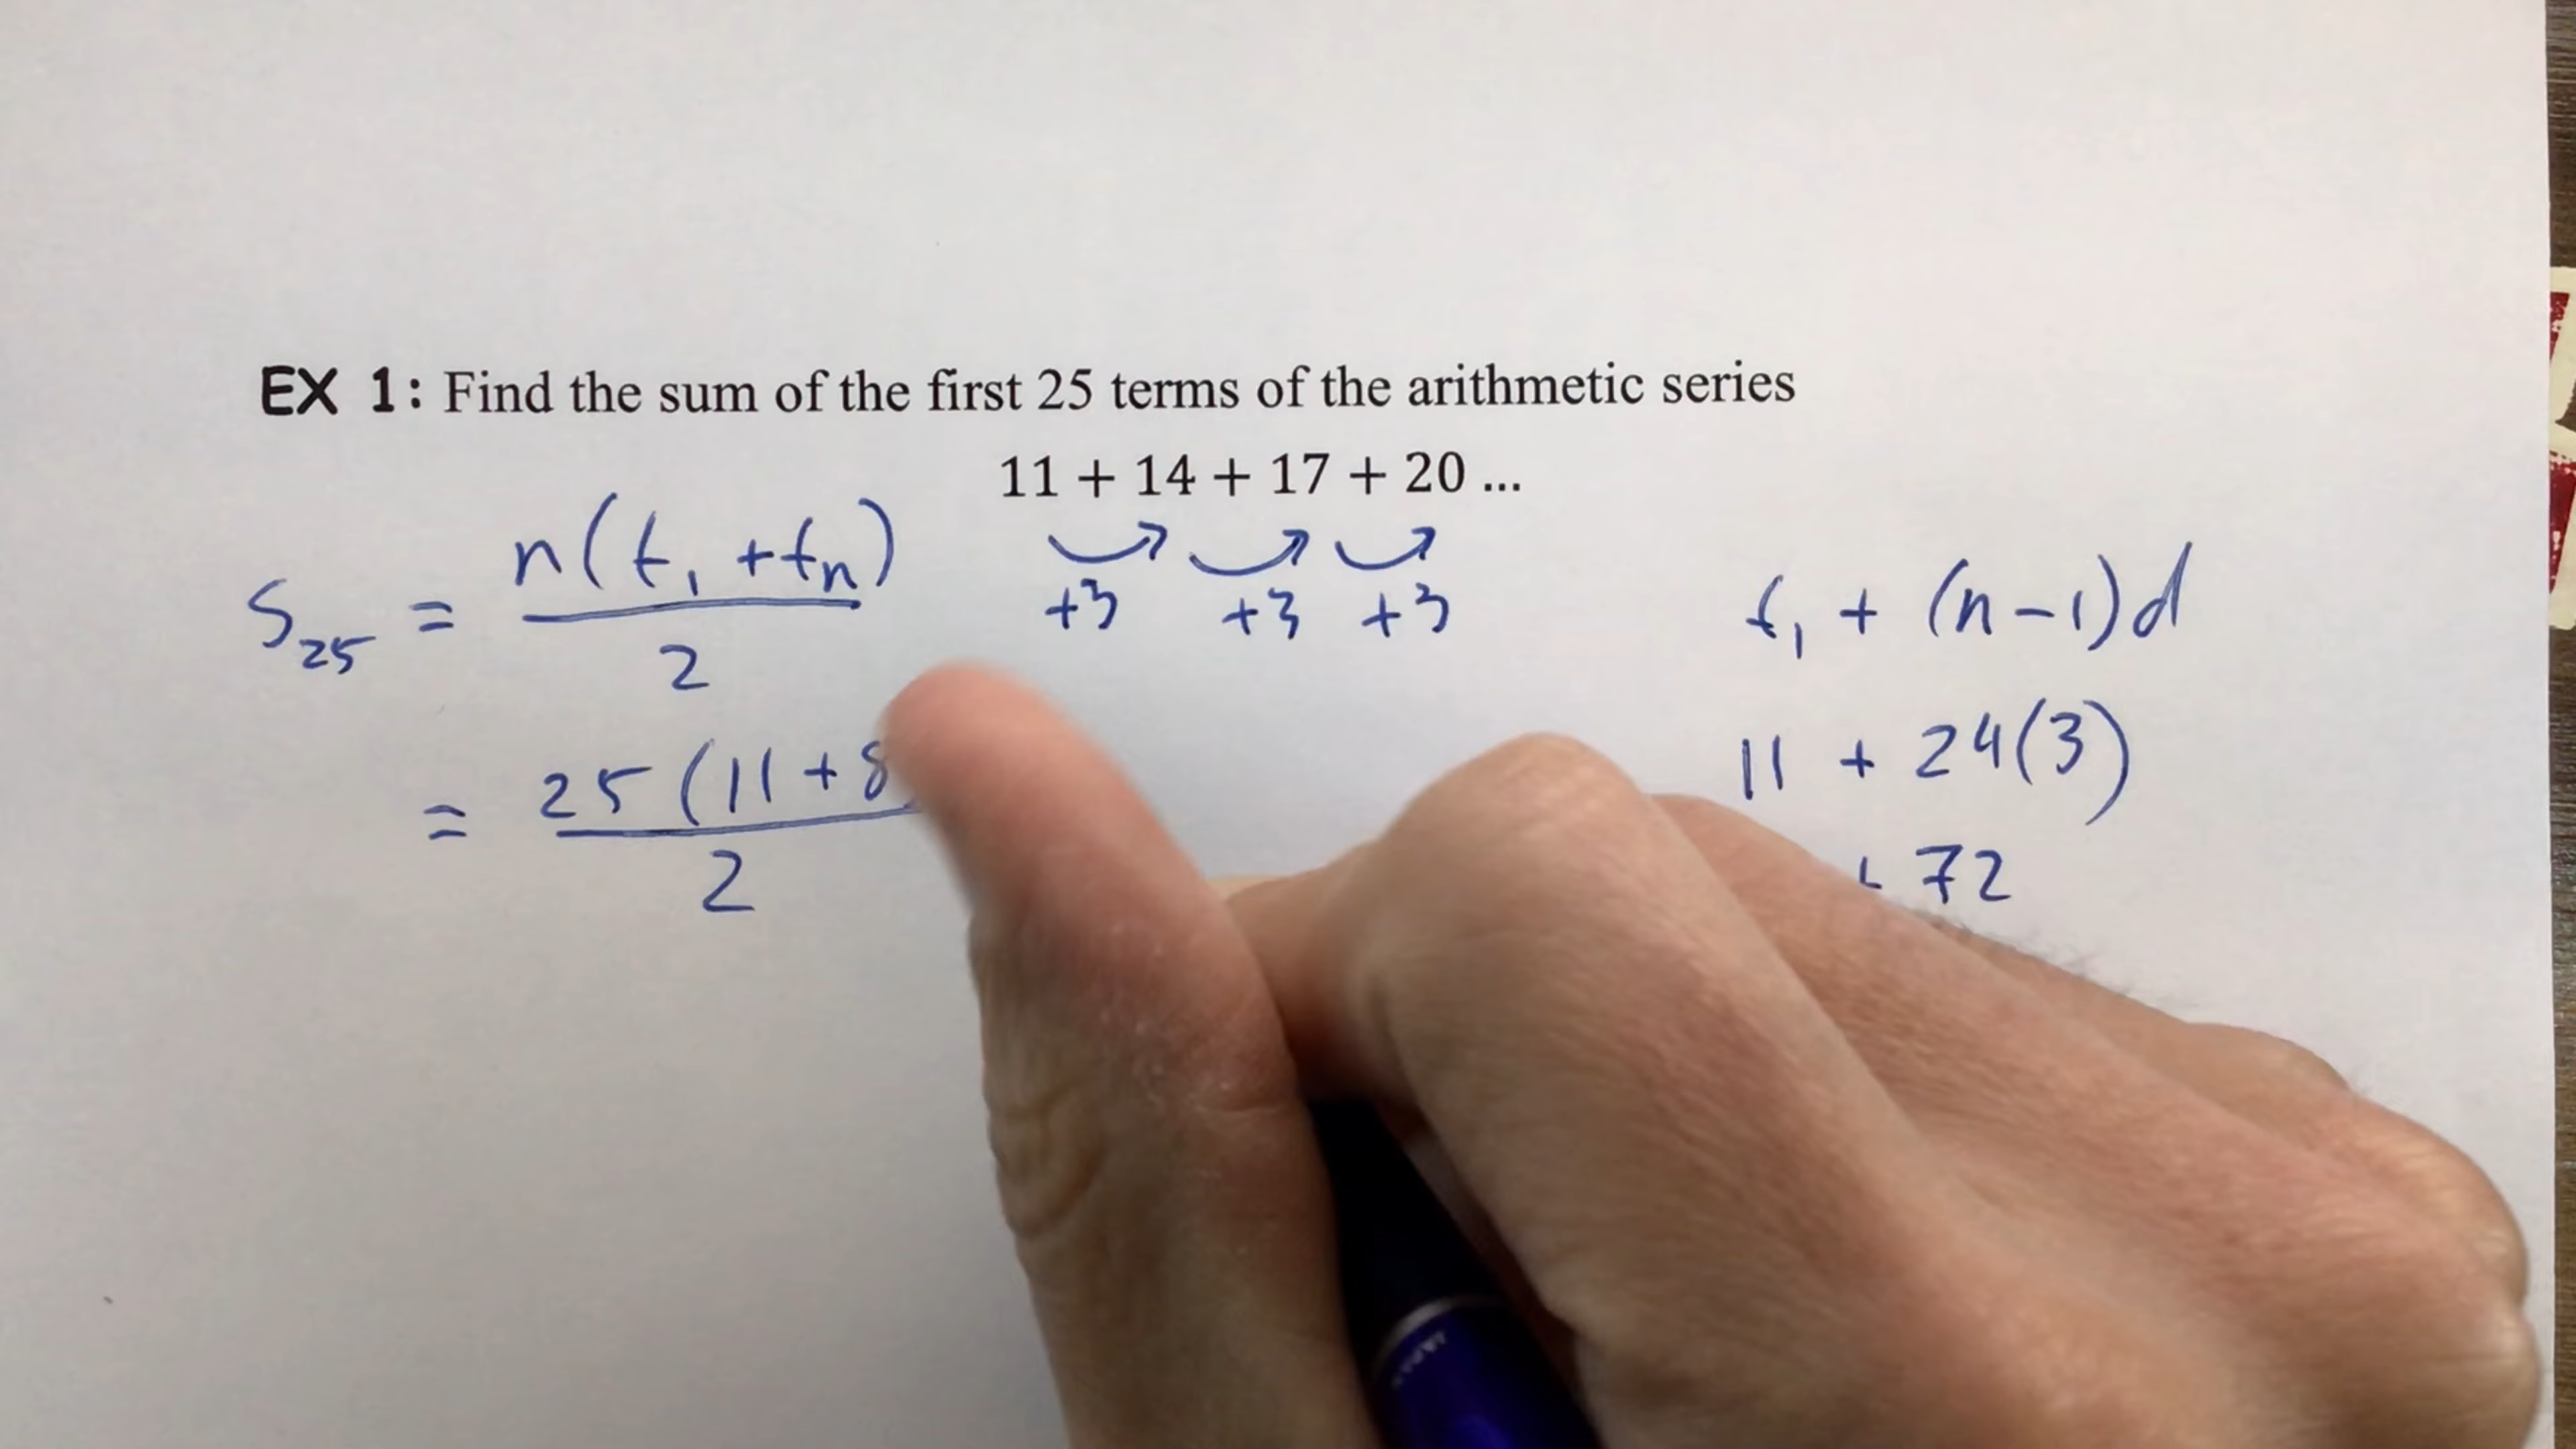 EX 1: Find the sum of the first 25 terms of the arithmetic series
11 + 14 + 17 + 20 ...
+3 +3 +3
S₂₅ = n(t₁ + tₙ)
2
= 25 (11 + 8
2
t₁ + (n - 1)d
11 + 24(3)
72